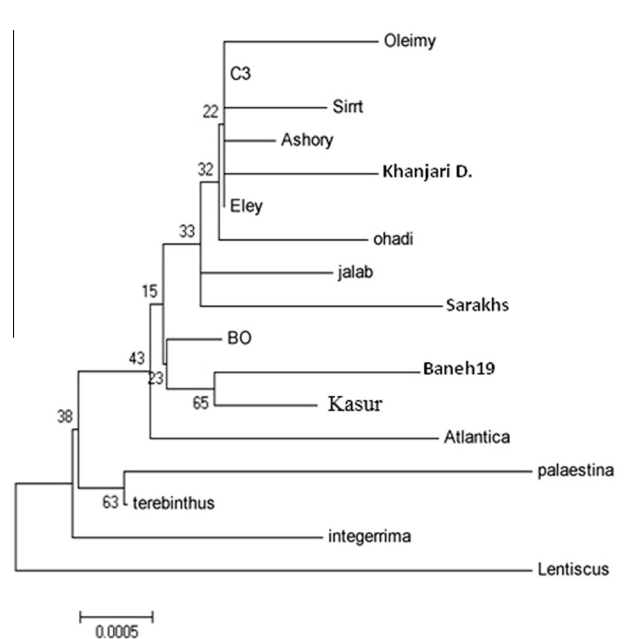 Oleimy
C3
22
Sirrt
Ashory
32
Khanjari D.
Eley
33
ohadi
jalab
15
Sarakhs
BO
43
23
Baneh19
65
Kasur
38
Atlantica
palaestina
63
terebinthus
integerrima
Lentiscus
0.0005